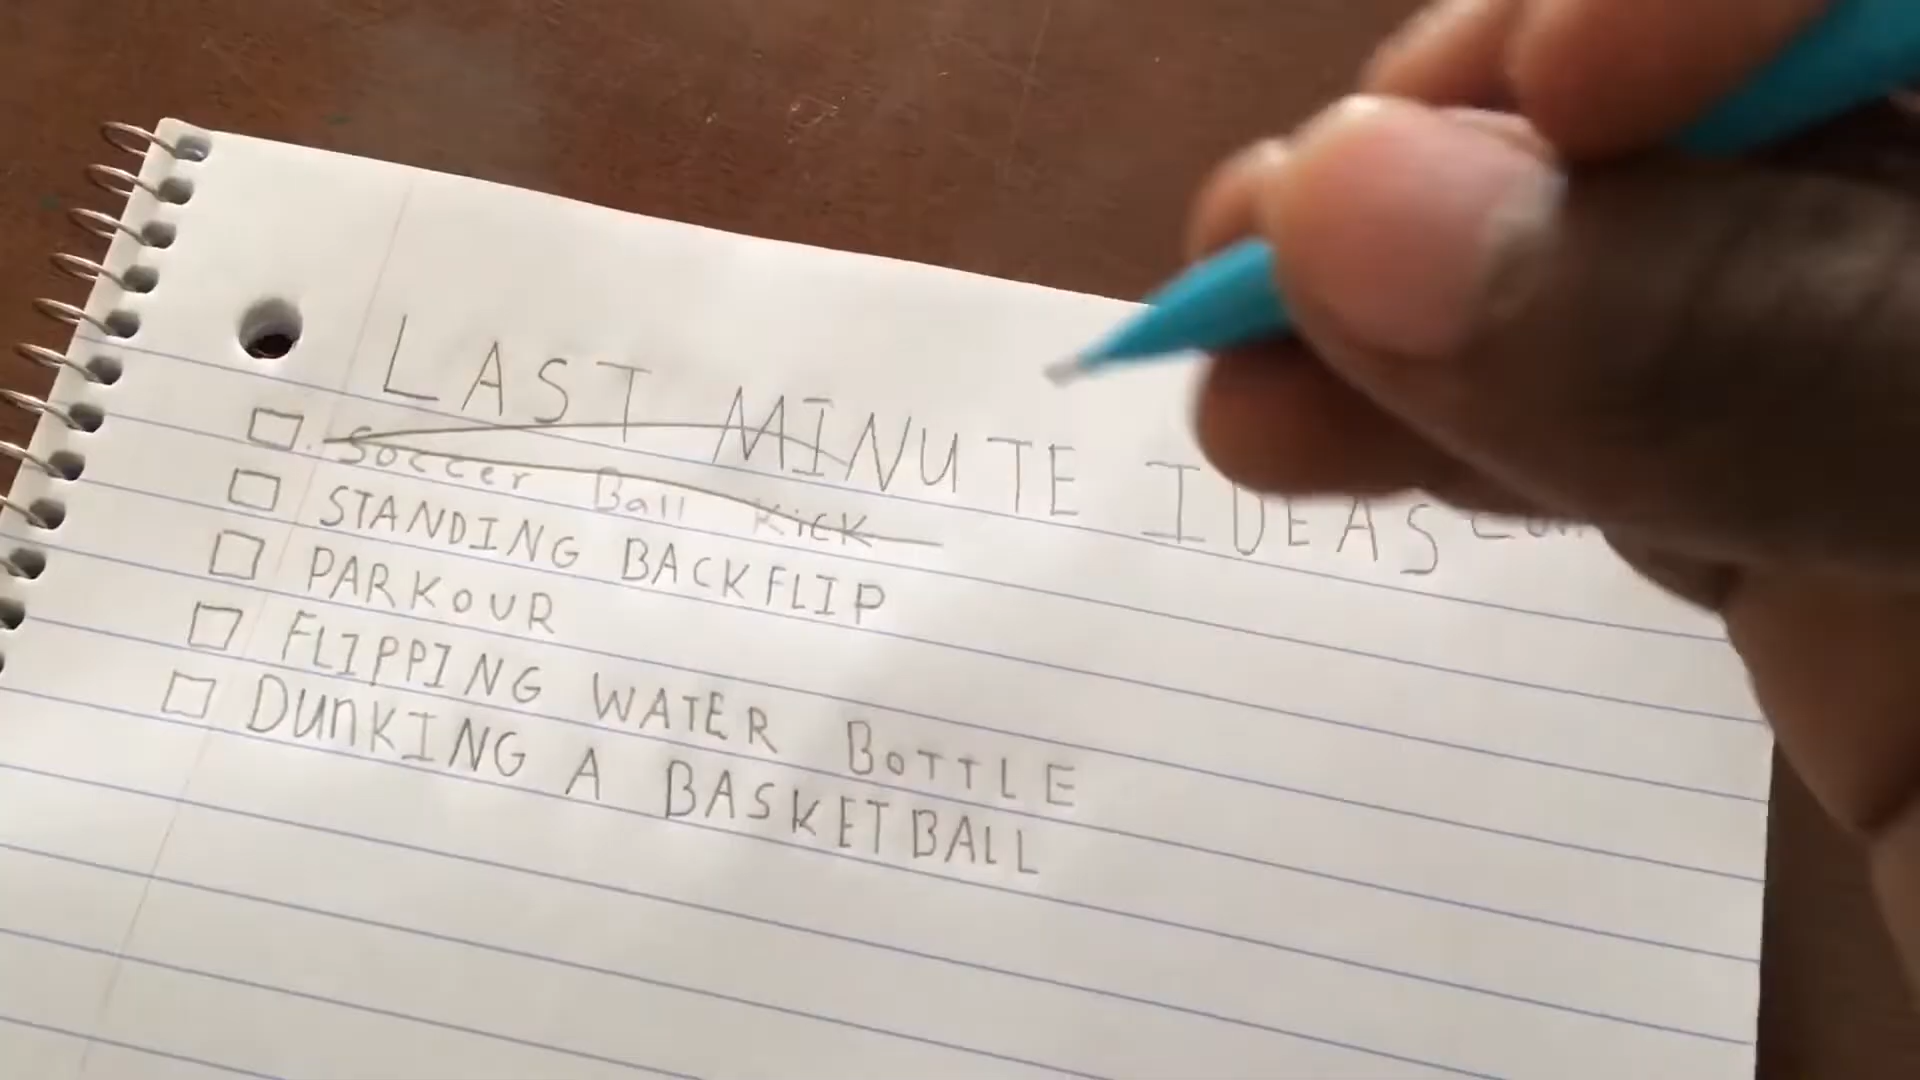 LAST MINUTE IDEAS
Soccer Ball Kick
STANDING BACKFLIP
PARKOUR
FLIPPING WATER BOTTLE
DUnKING A BASKETBALL